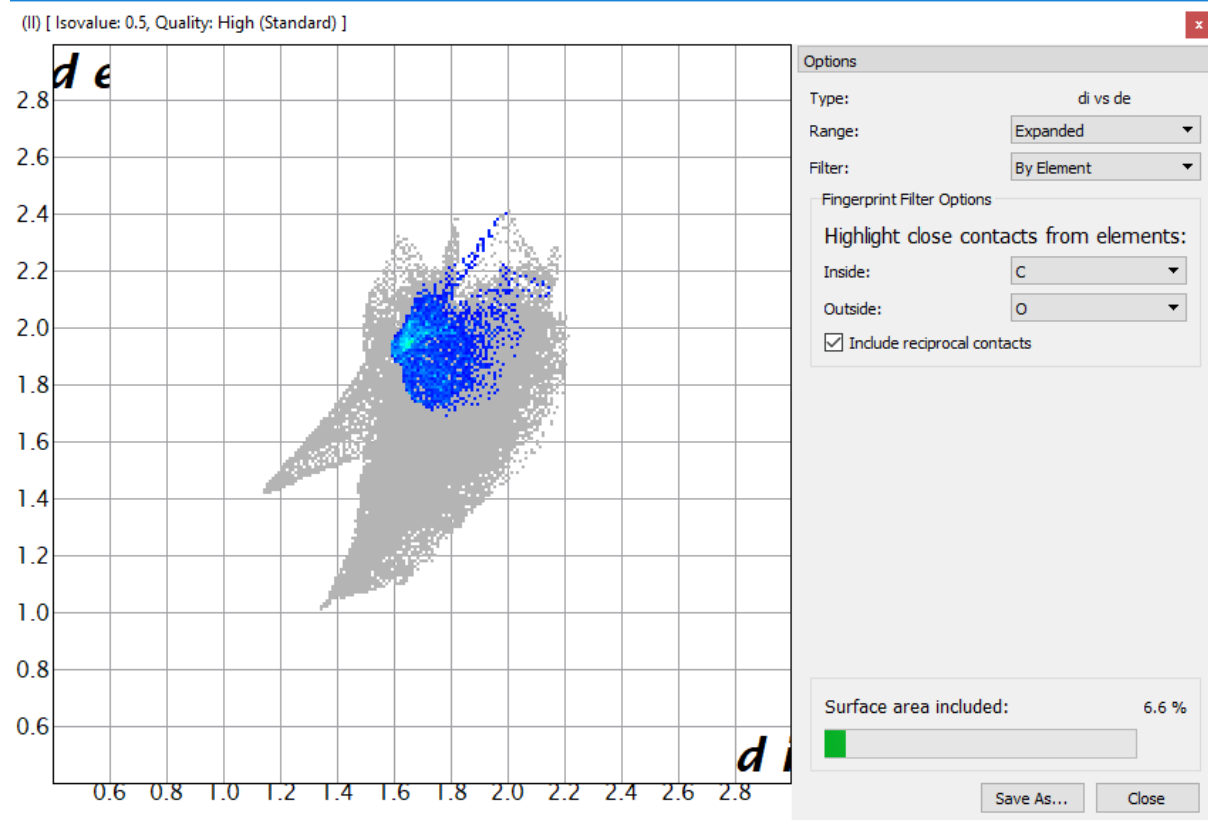 (II) [ Isovalue: 0.5, Quality: High (Standard) ]
x
d e
2.8
2.6
2.4
2.2
2.0
1.8
1.6
1.4
1.2
1.0
0.8
0.6
d i
0.6 0.8 1.0 1.2 1.4 1.6 1.8 2.0 2.2 2.4 2.6 2.8
Options
Type: di vs de
Range: Expanded
Filter: By Element
Fingerprint Filter Options
Highlight close contacts from elements:
Inside: C
Outside: O
Include reciprocal contacts
Surface area included: 6.6 %
Save As... Close